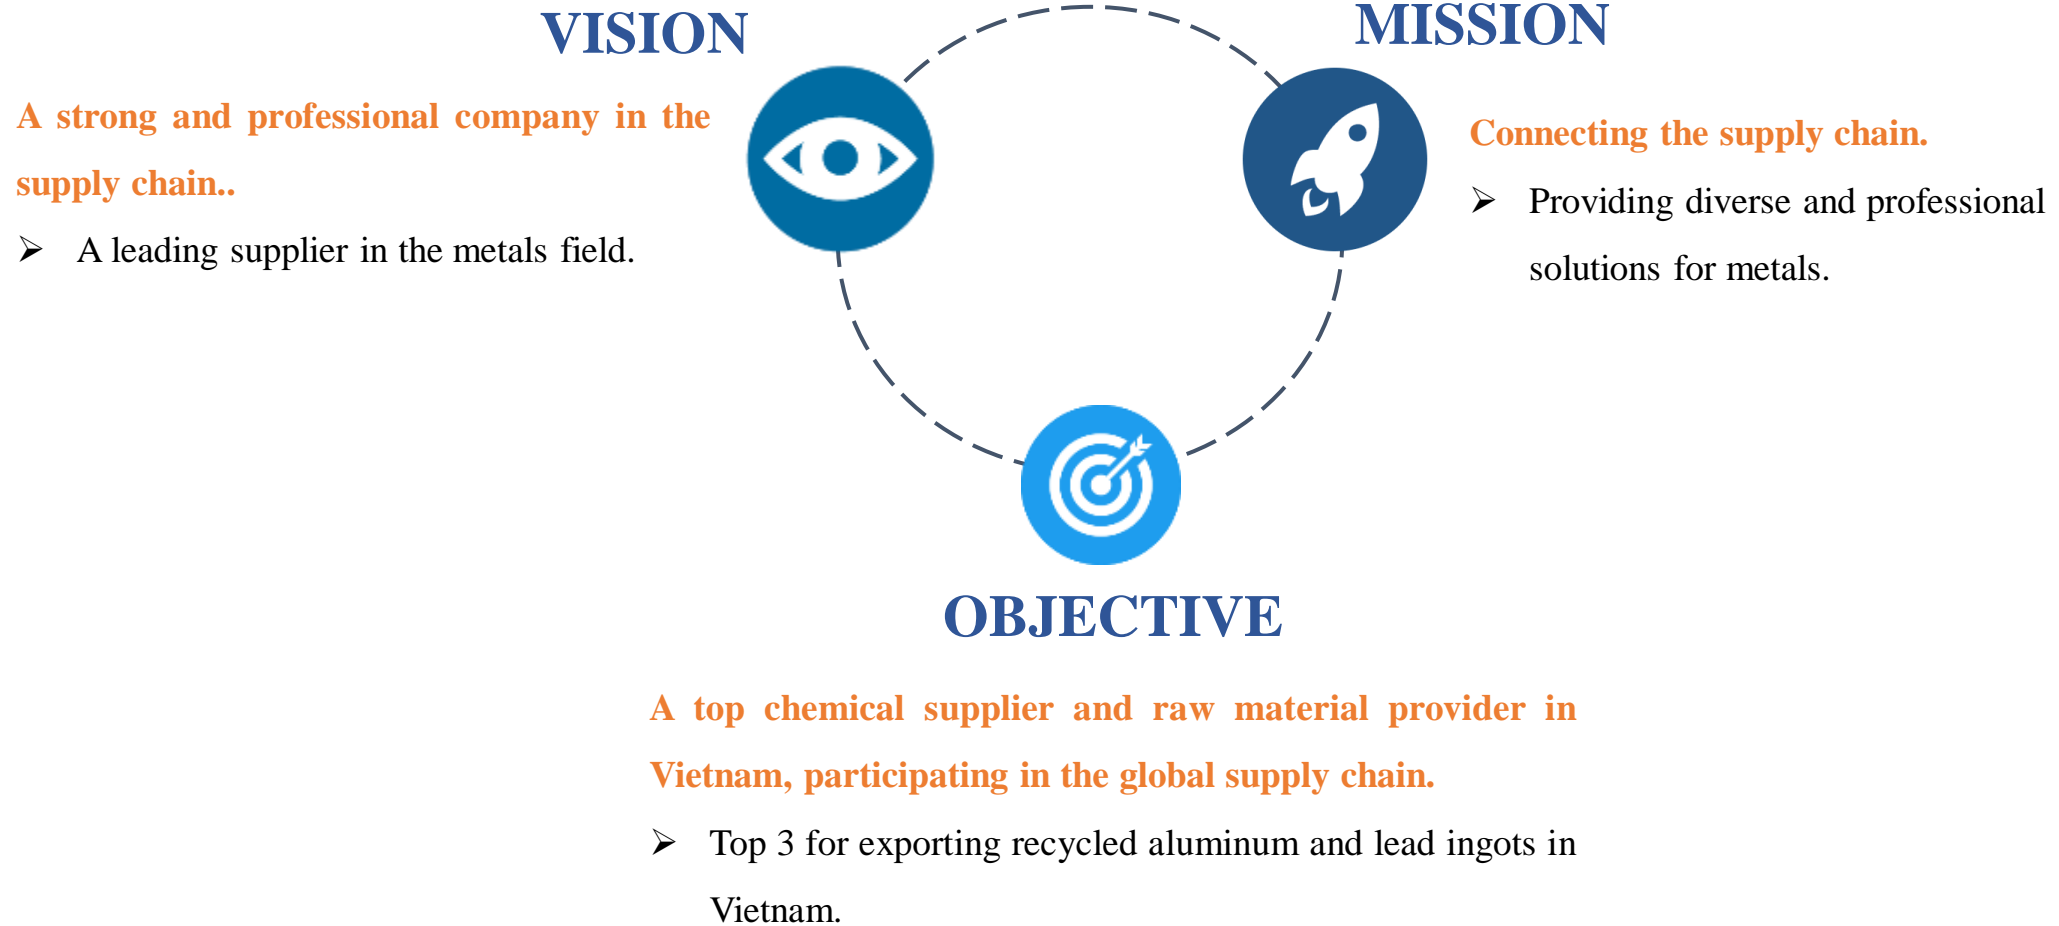 VISION
A strong and professional company in the
supply chain..
➢ A leading supplier in the metals field.
MISSION
Connecting the supply chain.
➢ Providing diverse and professional
solutions for metals.
OBJECTIVE
A top chemical supplier and raw material provider in
Vietnam, participating in the global supply chain.
➢ Top 3 for exporting recycled aluminum and lead ingots in
Vietnam.